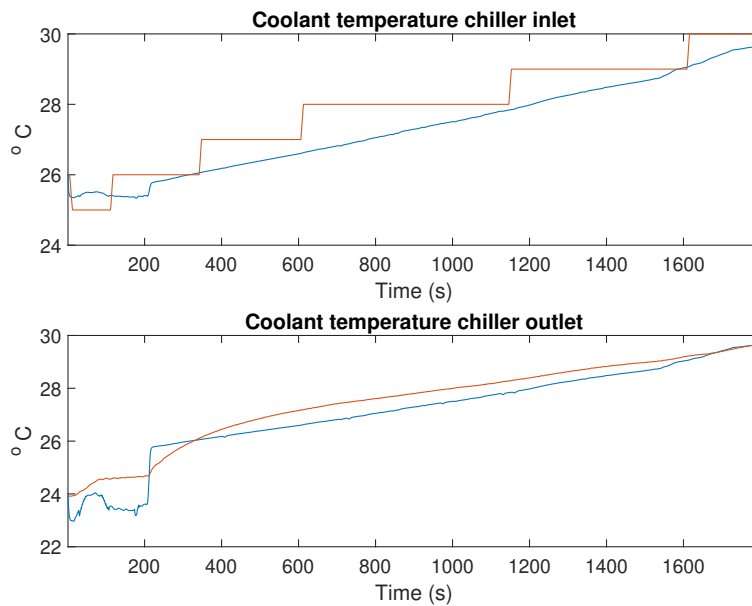 Coolant temperature chiller inlet
30
28
26
24
° C
200 400 600 800 1000 1200 1400 1600
Time (s)
Coolant temperature chiller outlet
30
28
26
24
22
° C
200 400 600 800 1000 1200 1400 1600
Time (s)